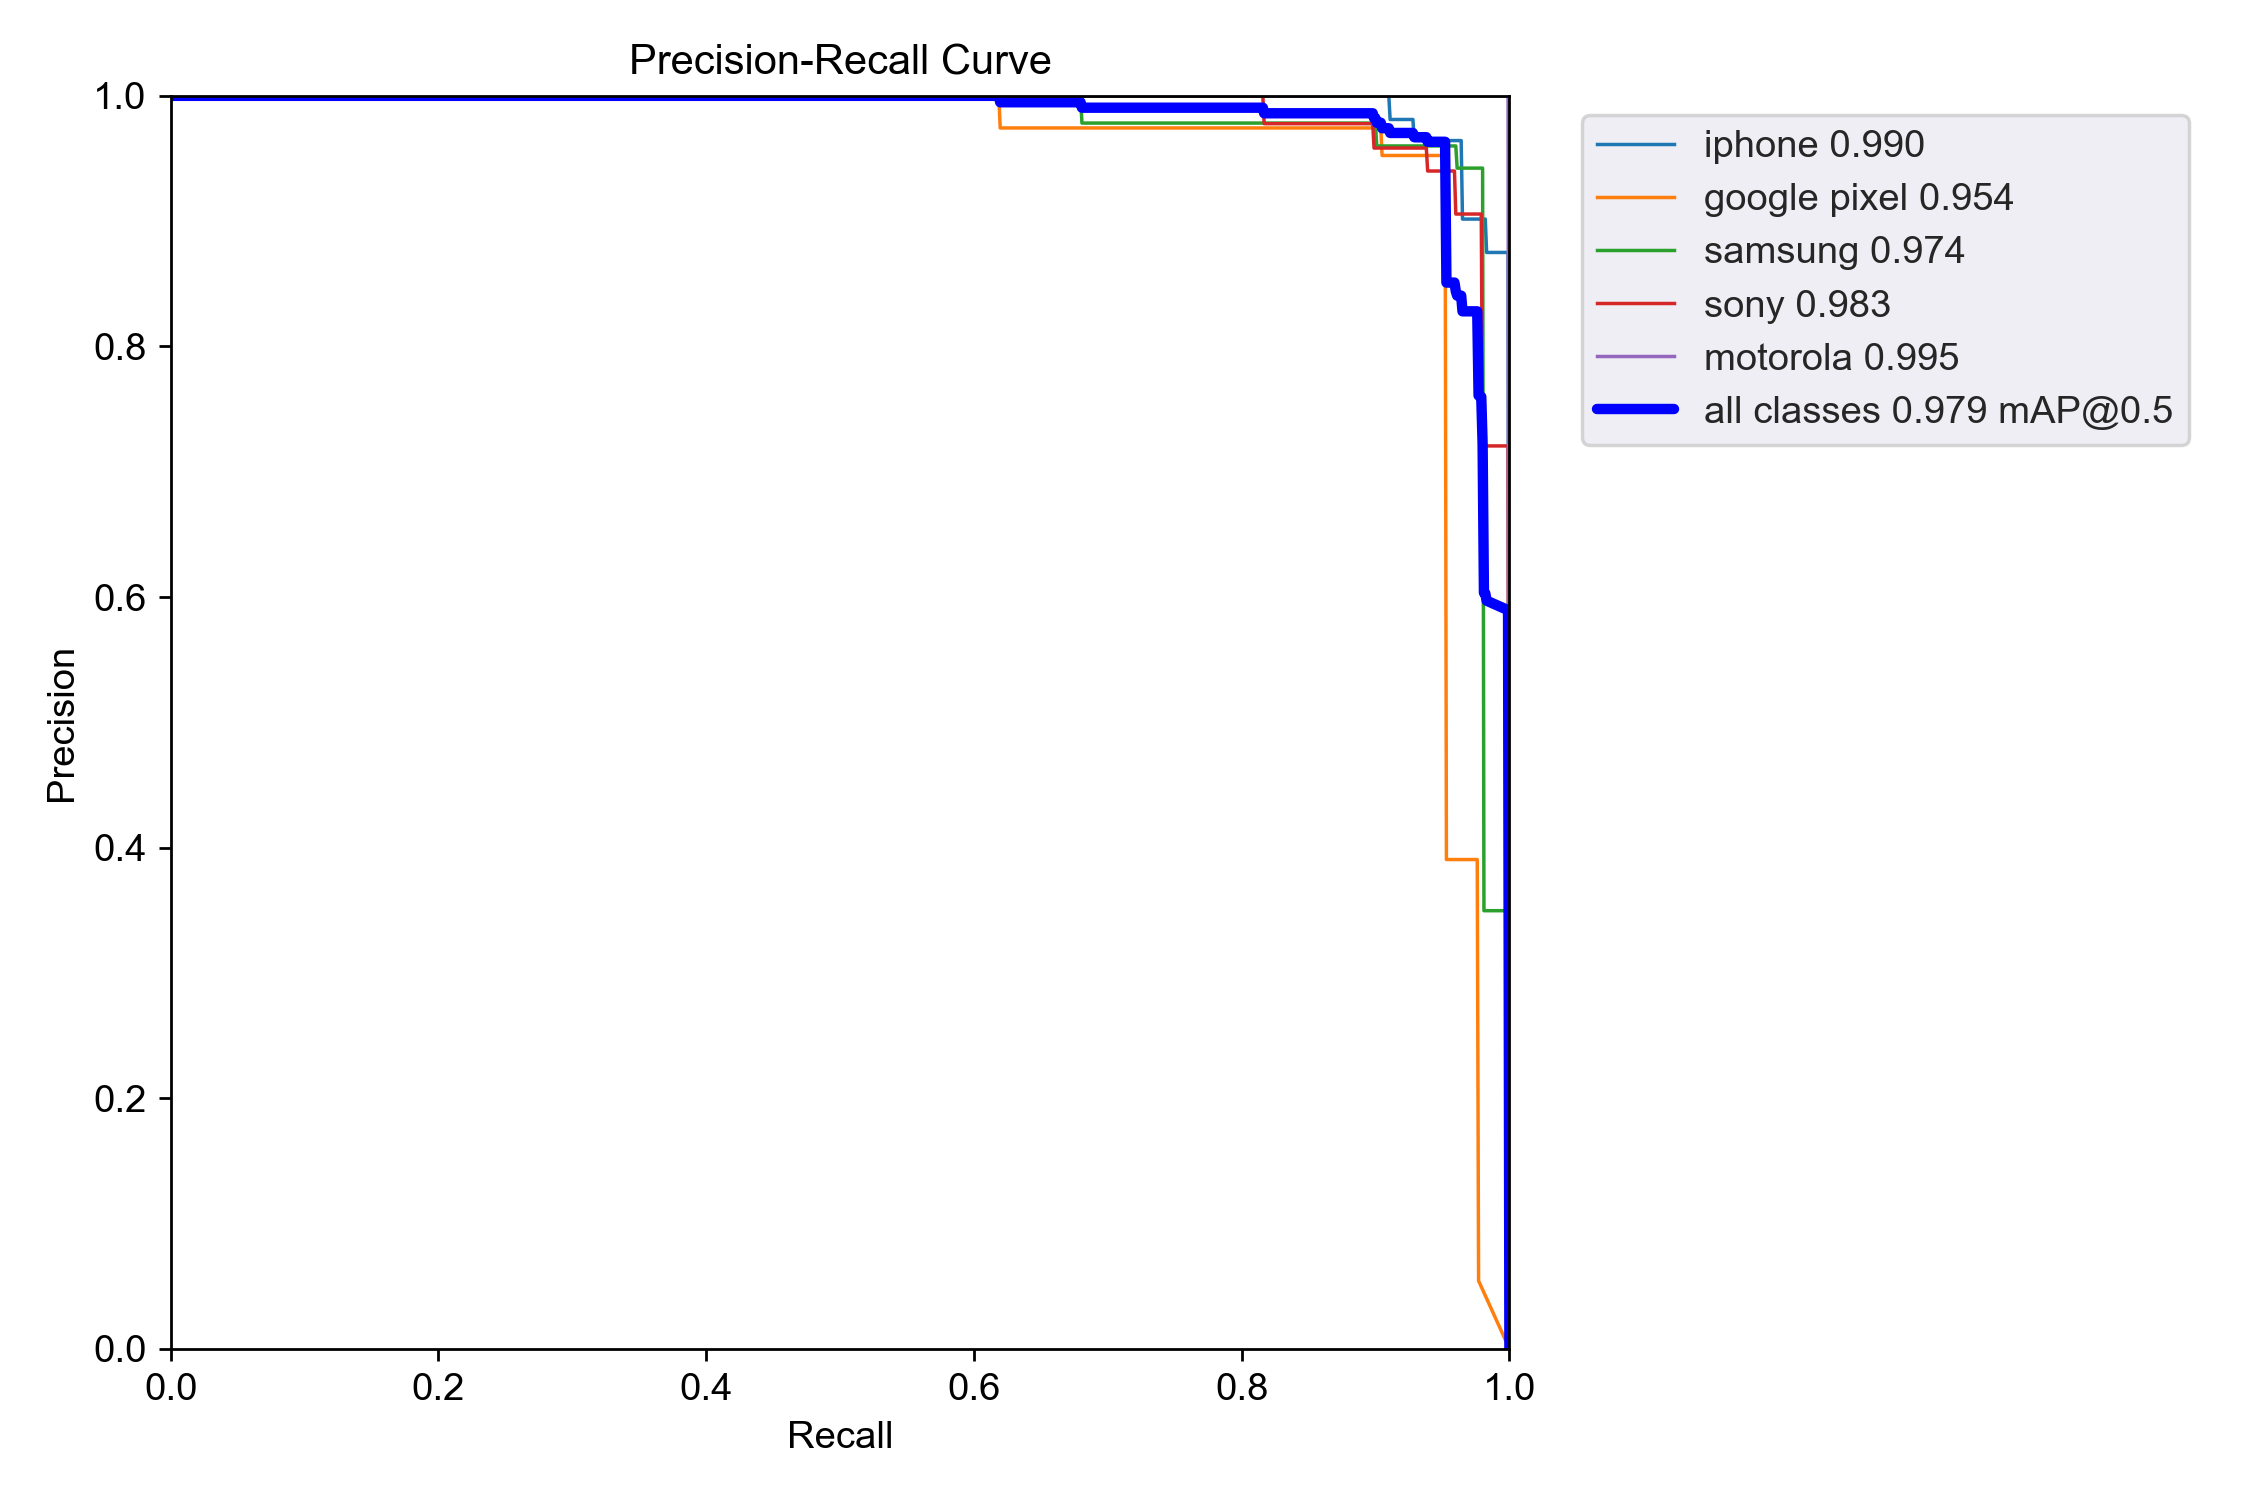 Precision-Recall Curve
1.0
0.8
0.6
0.4
0.2
0.0
Precision
0.0 0.2 0.4 0.6 0.8 1.0
Recall
iphone 0.990
google pixel 0.954
samsung 0.974
sony 0.983
motorola 0.995
all classes 0.979 mAP@0.5